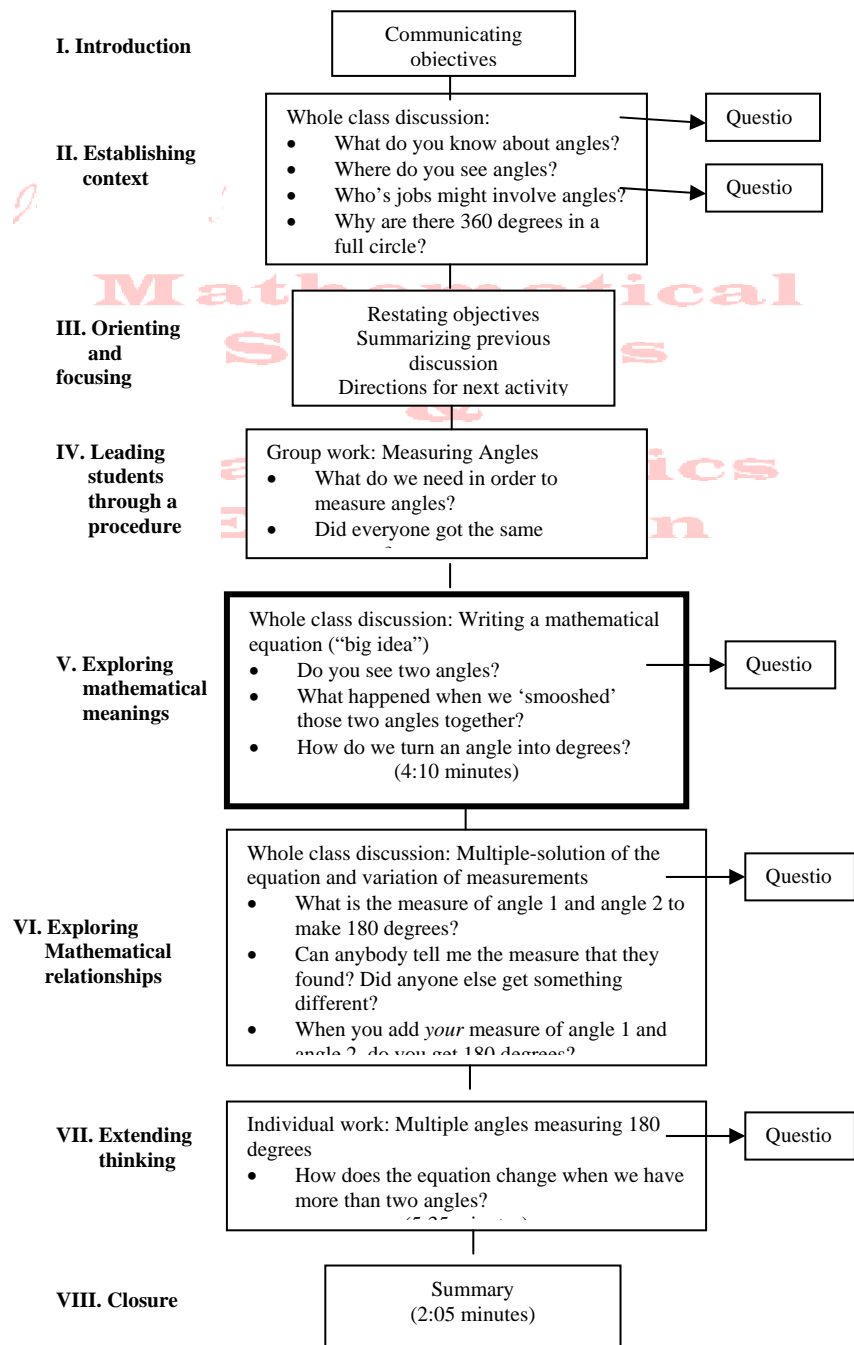 I. Introduction
Communicating
objectives
II. Establishing
context
Whole class discussion:
• What do you know about angles?
• Where do you see angles?
• Who's jobs might involve angles?
• Why are there 360 degrees in a
full circle?
Questio
Questio
Mathematical
&
III. Orienting
and
focusing
Restating objectives
Summarizing previous
discussion
Directions for next activity
IV. Leading
students
through a
procedure
Group work: Measuring Angles
• What do we need in order to
measure angles?
• Did everyone got the same
V. Exploring
mathematical
meanings
Whole class discussion: Writing a mathematical
equation ("big idea")
• Do you see two angles?
• What happened when we 'smooshed'
those two angles together?
• How do we turn an angle into degrees?
(4:10 minutes)
Questio
VI. Exploring
Mathematical
relationships
Whole class discussion: Multiple-solution of the
equation and variation of measurements
• What is the measure of angle 1 and angle 2 to
make 180 degrees?
• Can anybody tell me the measure that they
found? Did anyone else get something
different?
• When you add your measure of angle 1 and
angle 2, do you get 180 degrees?
Questio
VII. Extending
thinking
Individual work: Multiple angles measuring 180
degrees
• How does the equation change when we have
more than two angles?
Questio
VIII. Closure
Summary
(2:05 minutes)